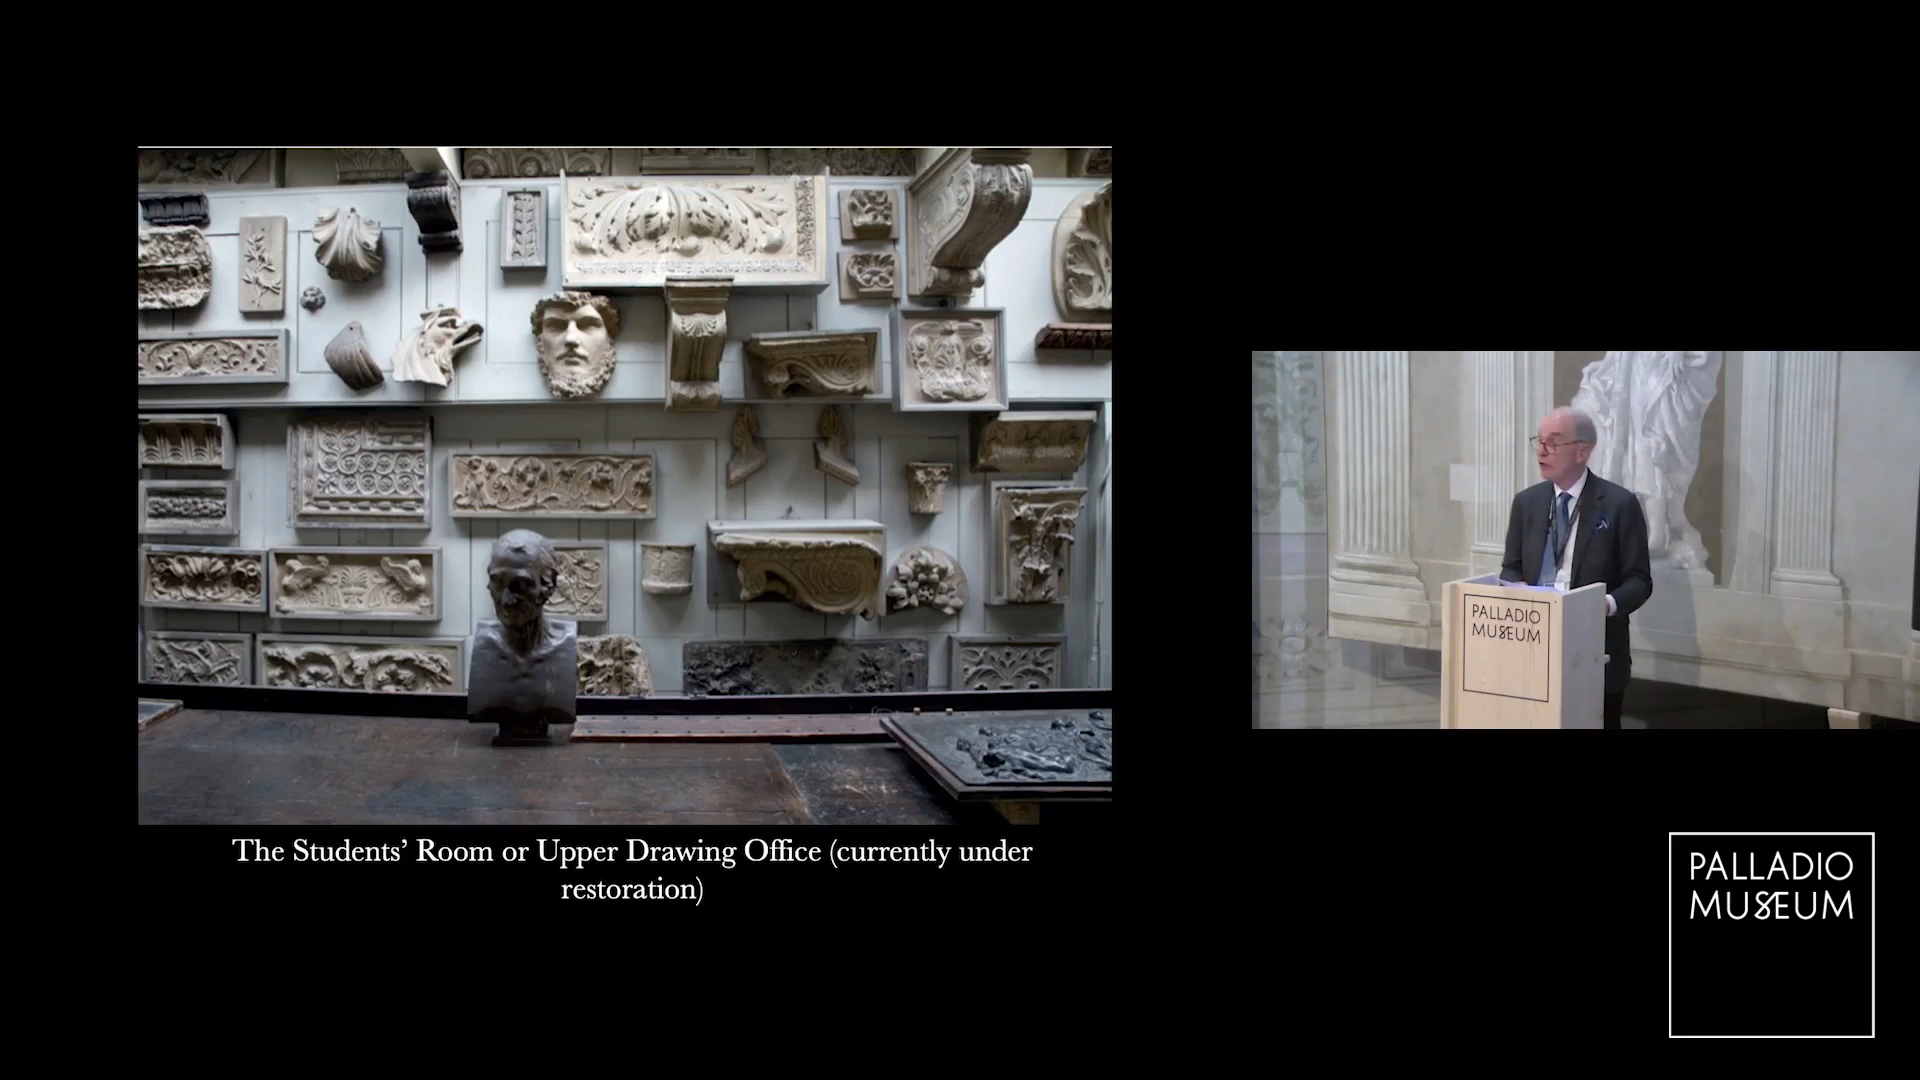 The Students’ Room or Upper Drawing Office (currently under
restoration)
PALLADIO
MUSEUM
PALLADIO
MUSEUM